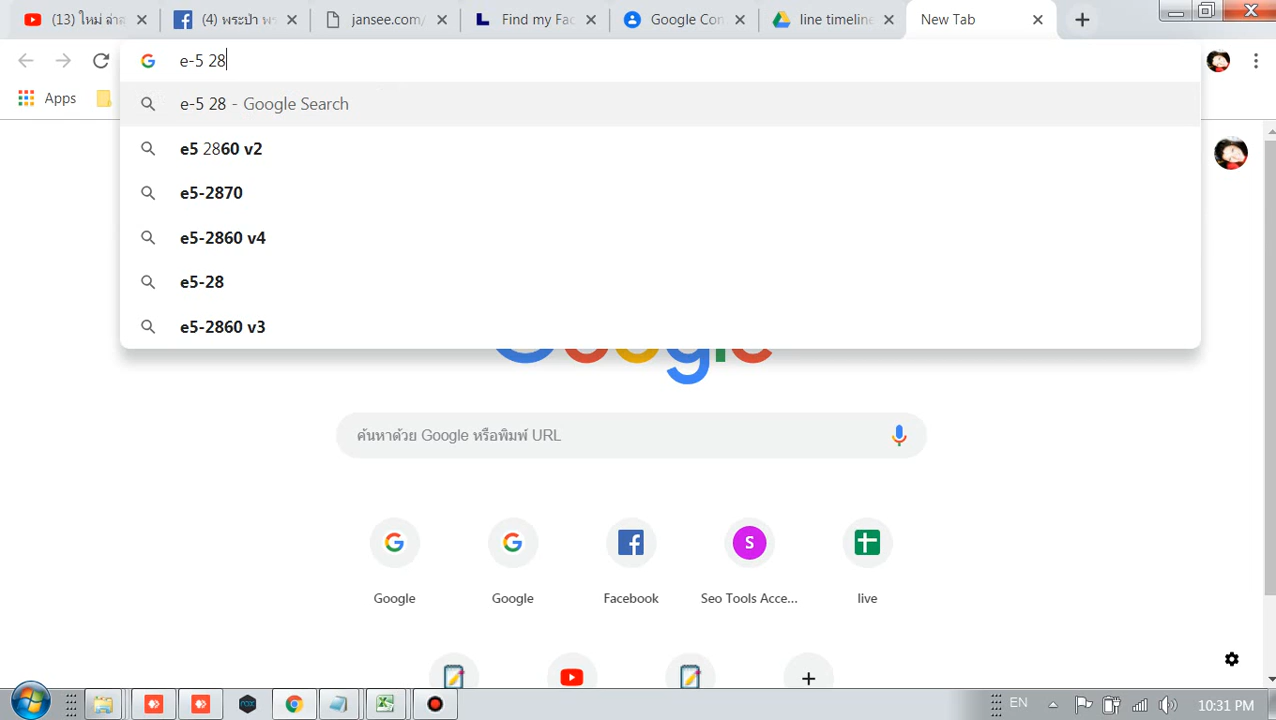 (13) ใหม่ ล่าส
(4) พระป่า พร
jansee.com/
Find my Fac
Google Con
line timeline
New Tab
e-5 28
Apps
e-5 28 - Google Search
e5 2860 v2
e5-2870
e5-2860 v4
e5-28
e5-2860 v3
ค้นหาด้วย Google หรือพิมพ์ URL
Google
Google
Facebook
Seo Tools Acce...
live
EN
10:31 PM